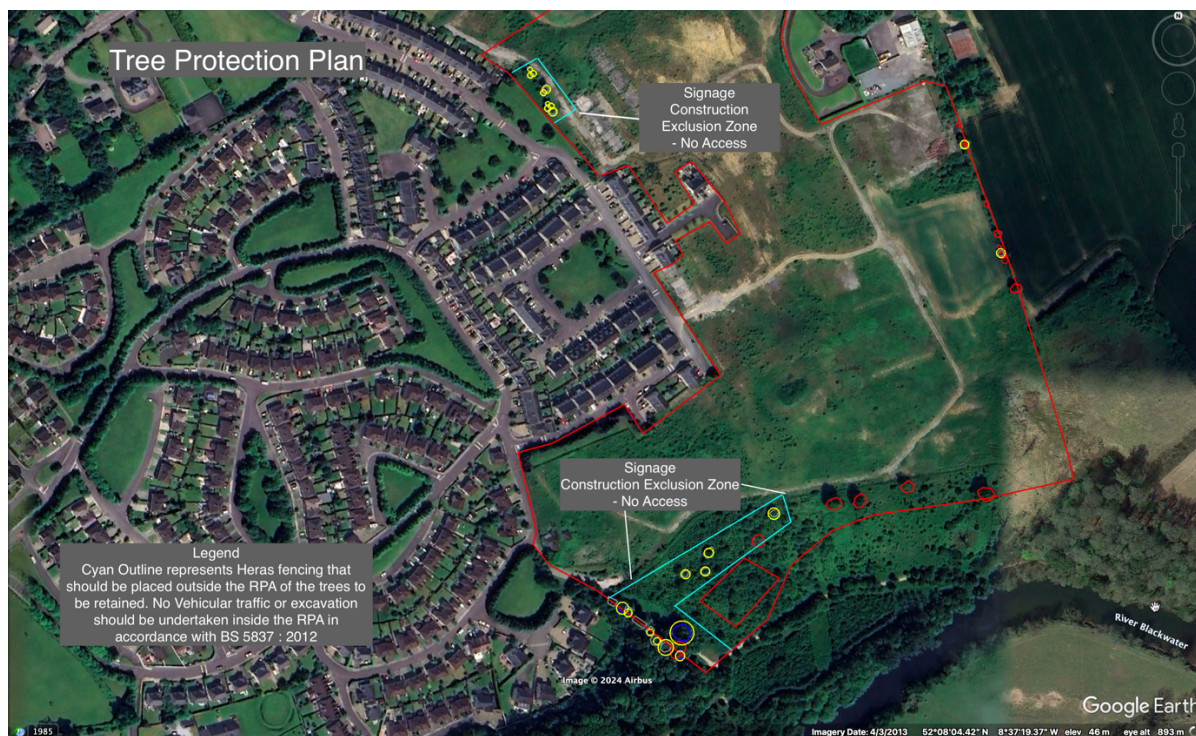 Tree Protection Plan
Signage
Construction
Exclusion Zone
- No Access
Signage
Construction Exclusion Zone
- No Access
Legend
Cyan Outline represents Heras fencing that
should be placed outside the RPA of the trees to
be retained. No Vehicular traffic or excavation
should be undertaken inside the RPA in
accordance with BS 5837 : 2012
River Blackwater
Image © 2024 Airbus
Google Earth
1985
Imagery Date: 4/3/2013 52°08'04.42" N 8°37'19.37" W elev 46 m eye alt 893 m
N